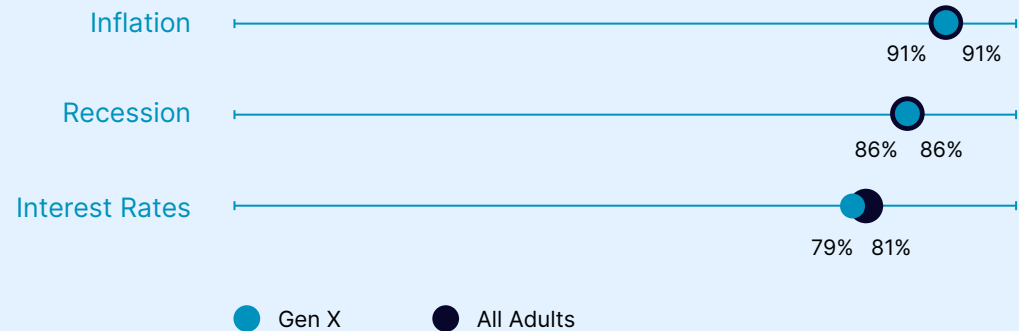 Inflation
91% 91%
Recession
86% 86%
Interest Rates
79% 81%
Gen X All Adults